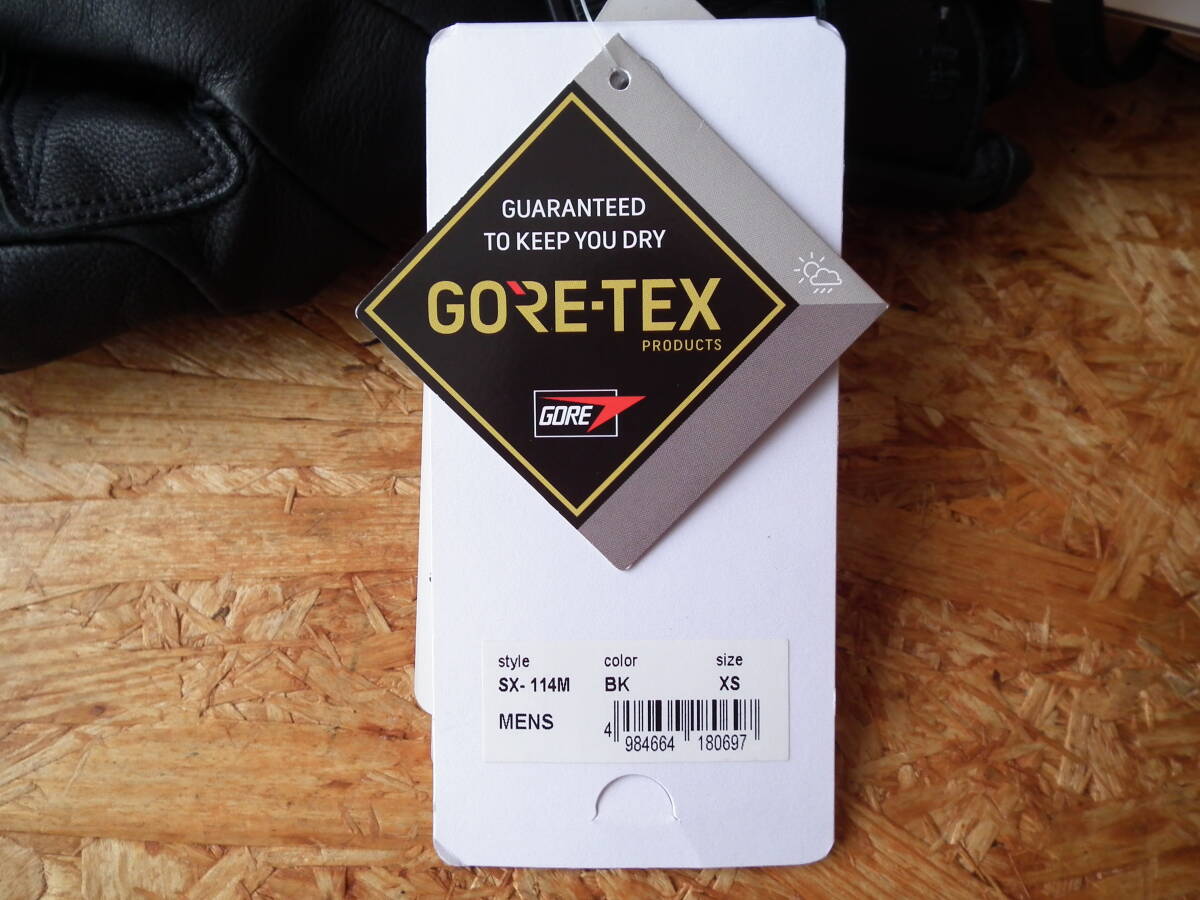 GUARANTEED
TO KEEP YOU DRY
GORE-TEX
PRODUCTS
GORE
style color size
SX- 114M BK XS
MENS
4 984664 180697